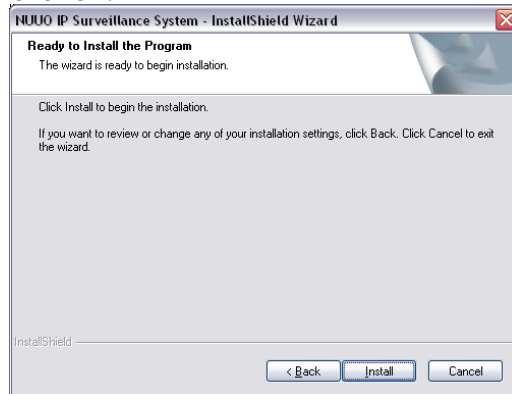 NUUO IP Surveillance System - InstallShield Wizard
Ready to Install the Program
The wizard is ready to begin installation.
Click Install to begin the installation.
If you want to review or change any of your installation settings, click Back. Click Cancel to exit
the wizard.
InstallShield
< Back
Install
Cancel